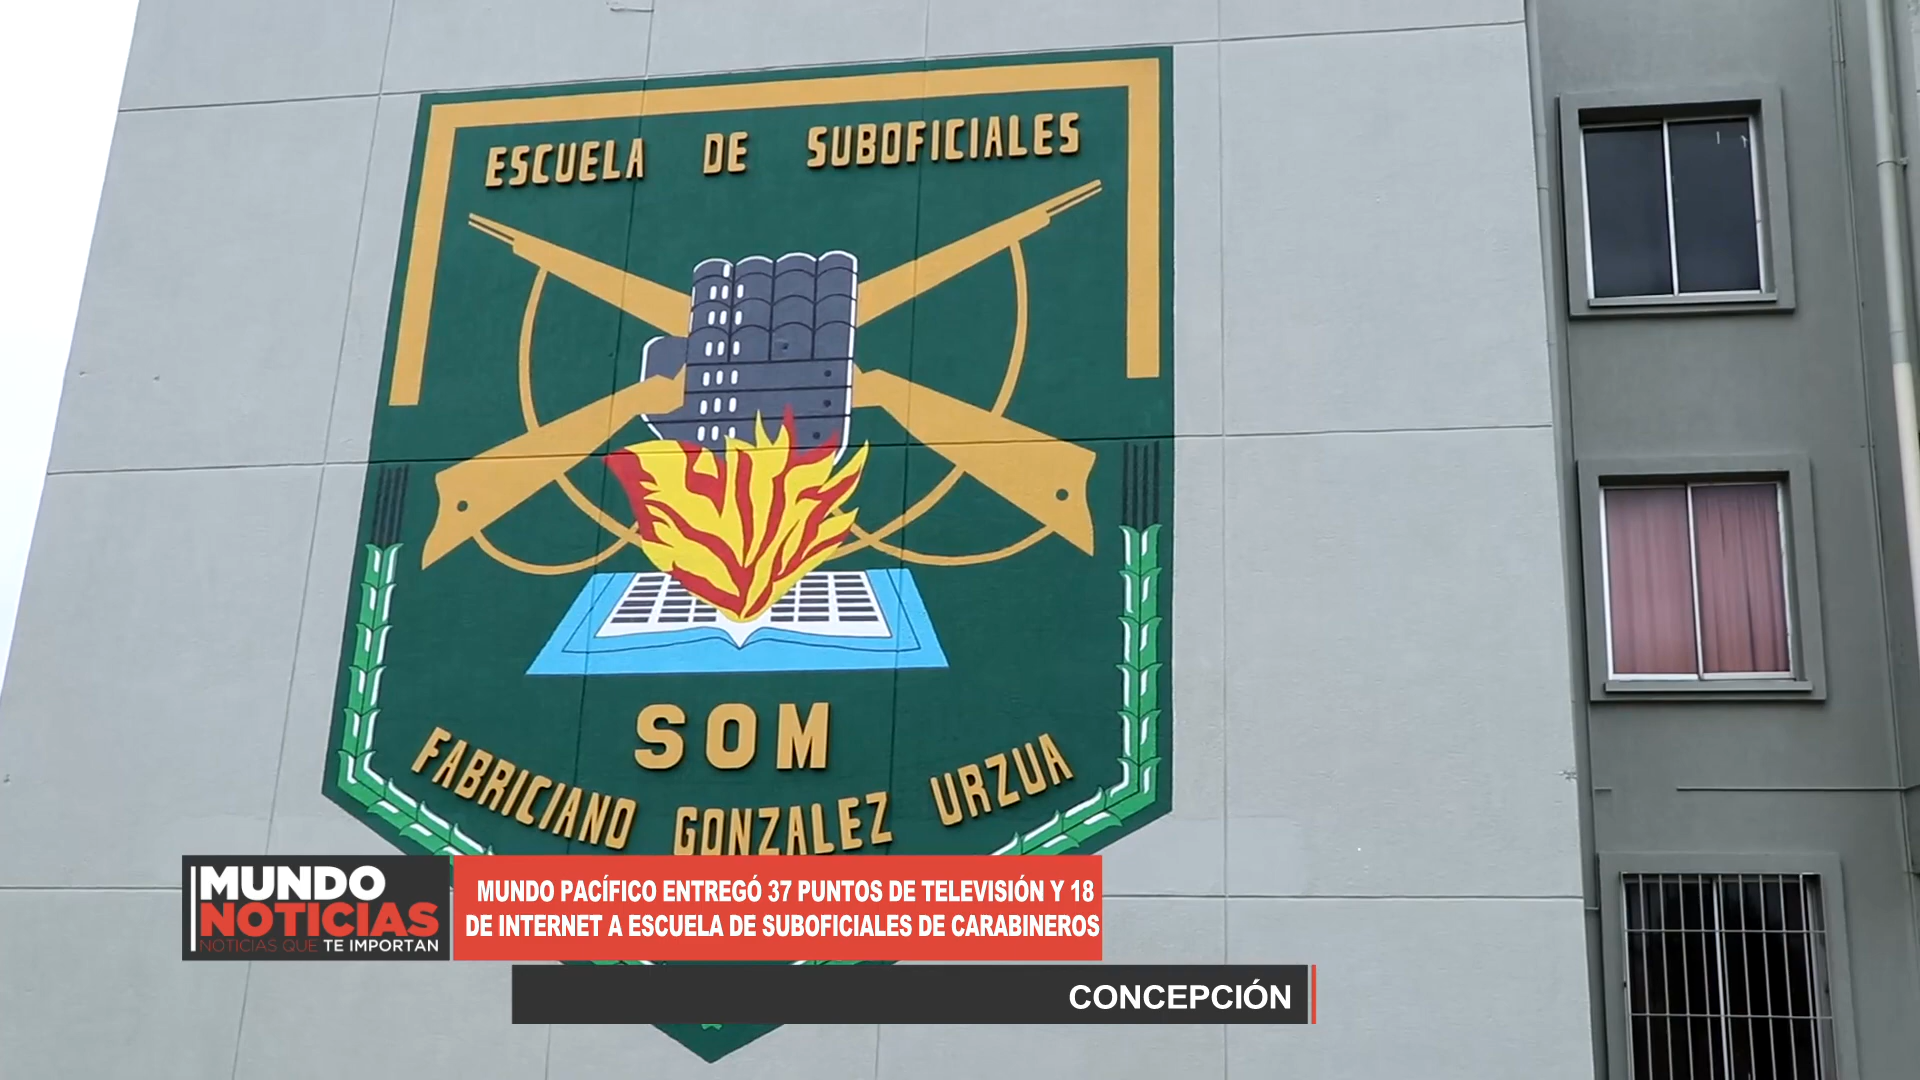 ESCUELA DE SUBOFICIALES
SOM
FABRICIANO GONZALEZ URZUA
MUNDO
NOTICIAS
NOTICIAS QUE TE IMPORTAN
MUNDO PACÍFICO ENTREGÓ 37 PUNTOS DE TELEVISIÓN Y 18
DE INTERNET A ESCUELA DE SUBOFICIALES DE CARABINEROS
CONCEPCIÓN